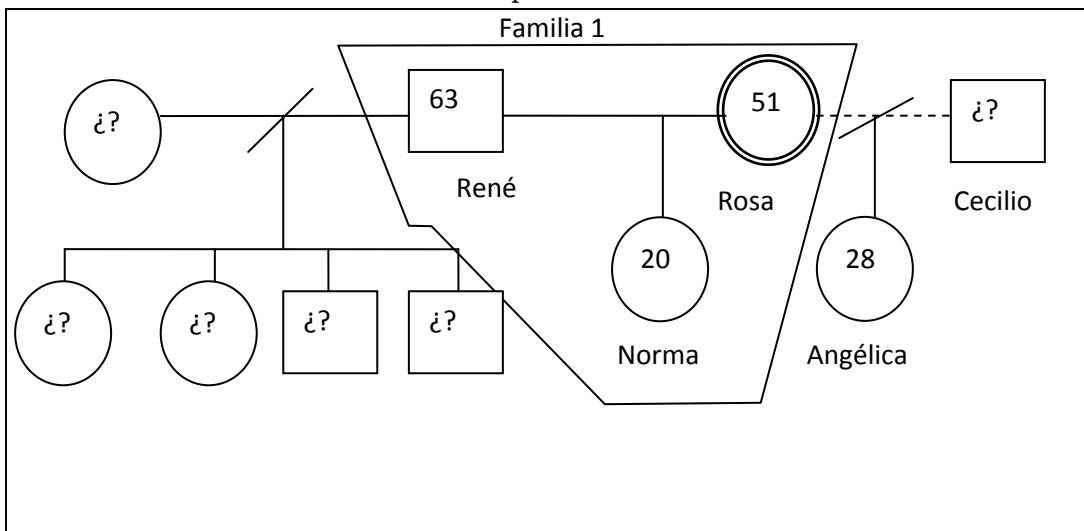 Familia 1
¿? 63 51 ¿?
René Rosa Cecilio
20 28
¿? ¿? ¿? ¿?
Norma Angélica